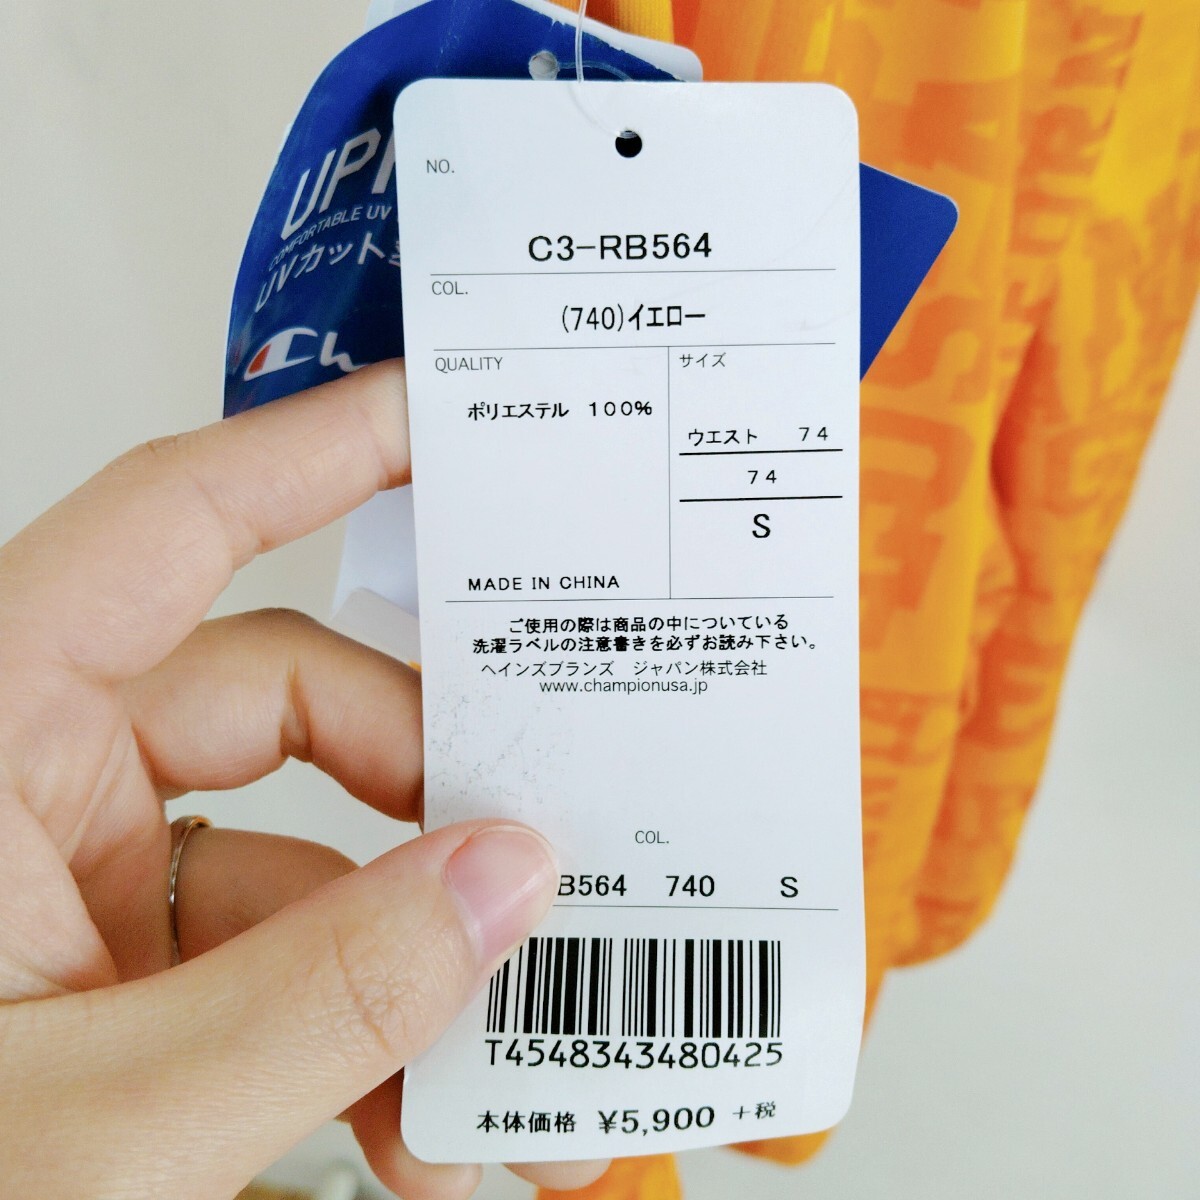 NO.
C3-RB564
COL.
(740)イエロー
QUALITY
サイズ
ポリエステル 100%
ウエスト 74
74
S
MADE IN CHINA
ご使用の際は商品の中についている
洗濯ラベルの注意書きを必ずお読み下さい。
ヘインズブランズ ジャパン株式会社
www.championusa.jp
COL.
B564 740 S
T4548343480425
本体価格 ¥5,900 +税
COMFORTABLE UV
UVカット